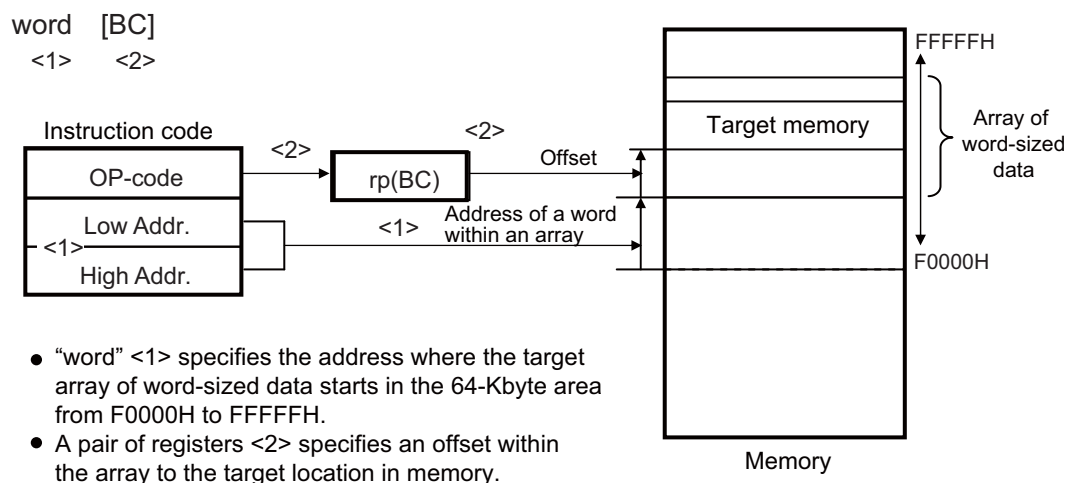 word [BC]
<1> <2>
Instruction code
OP-code
Low Addr.
<1>
High Addr.
<2>
rp(BC)
<2>
Offset
<1>
Address of a word
within an array
Target memory
FFFFFH
Array of
word-sized
data
F0000H
Memory
● “word” <1> specifies the address where the target
array of word-sized data starts in the 64-Kbyte area
from F0000H to FFFFFH.
● A pair of registers <2> specifies an offset within
the array to the target location in memory.